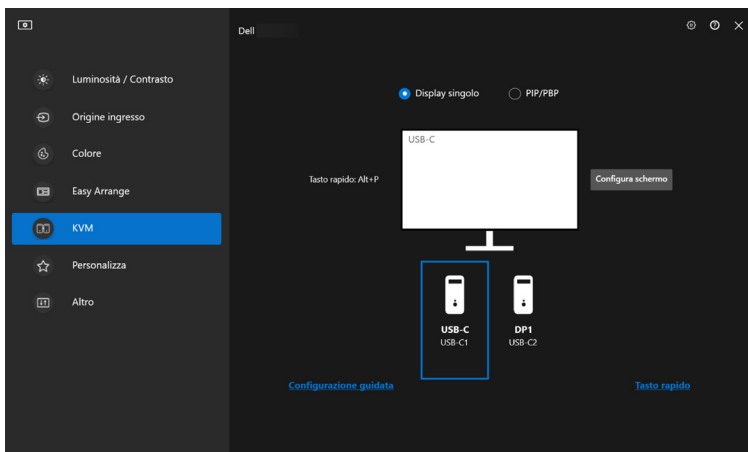 Dell
Luminosità / Contrasto
Origine ingresso
Colore
Easy Arrange
KVM
Personalizza
Altro
Display singolo
PIP/PBP
USB-C
Tasto rapido: Alt+P
Configura schermo
USB-C
USB-C1
DP1
USB-C2
Configurazione guidata
Tasto rapido